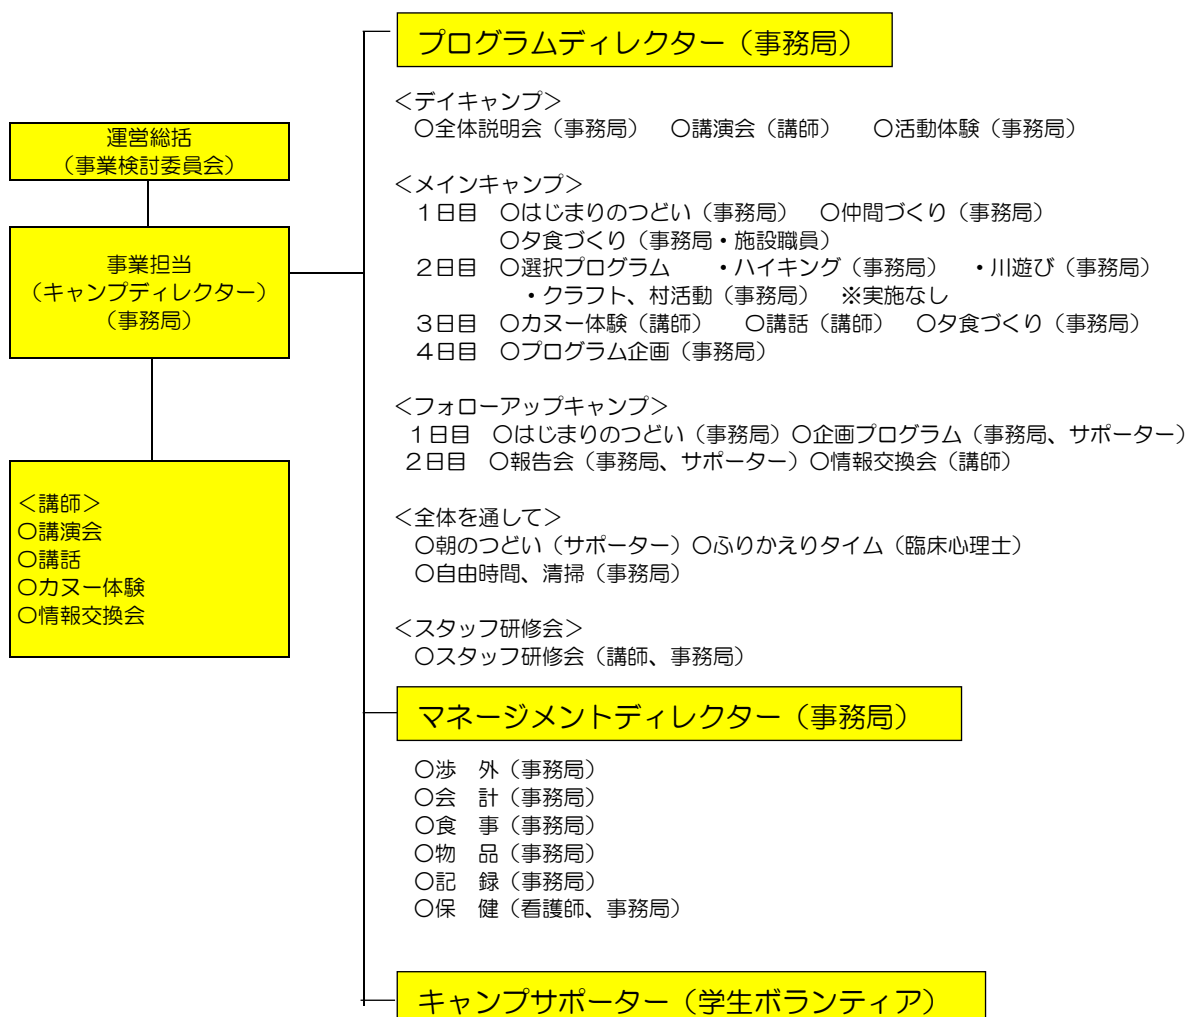 プログラムディレクター（事務局）
＜デイキャンプ＞
○全体説明会（事務局）　○講演会（講師）　　○活動体験（事務局）
運営総括
（事業検討委員会）
＜メインキャンプ＞
１日目　○はじまりのつどい（事務局）　○仲間づくり（事務局）
○夕食づくり（事務局・施設職員）
２日目　○選択プログラム　　・ハイキング（事務局）　・川遊び（事務局）
・クラフト、村活動（事務局）　※実施なし
３日目　○カヌー体験（講師）　　○講話（講師）　○夕食づくり（事務局）
４日目　○プログラム企画（事務局）
事業担当
（キャンプディレクター）
（事務局）
＜フォローアップキャンプ＞
１日目　○はじまりのつどい（事務局）○企画プログラム（事務局、サポーター）
２日目　○報告会（事務局、サポーター）○情報交換会（講師）
＜講師＞
○講演会
○講話
○カヌー体験
○情報交換会
＜全体を通して＞
○朝のつどい（サポーター）○ふりかえりタイム（臨床心理士）
○自由時間、清掃（事務局）
＜スタッフ研修会＞
○スタッフ研修会（講師、事務局）
マネージメントディレクター（事務局）
○渉　外（事務局）
○会　計（事務局）
○食　事（事務局）
○物　品（事務局）
○記　録（事務局）
○保　健（看護師、事務局）
キャンプサポーター（学生ボランティア）